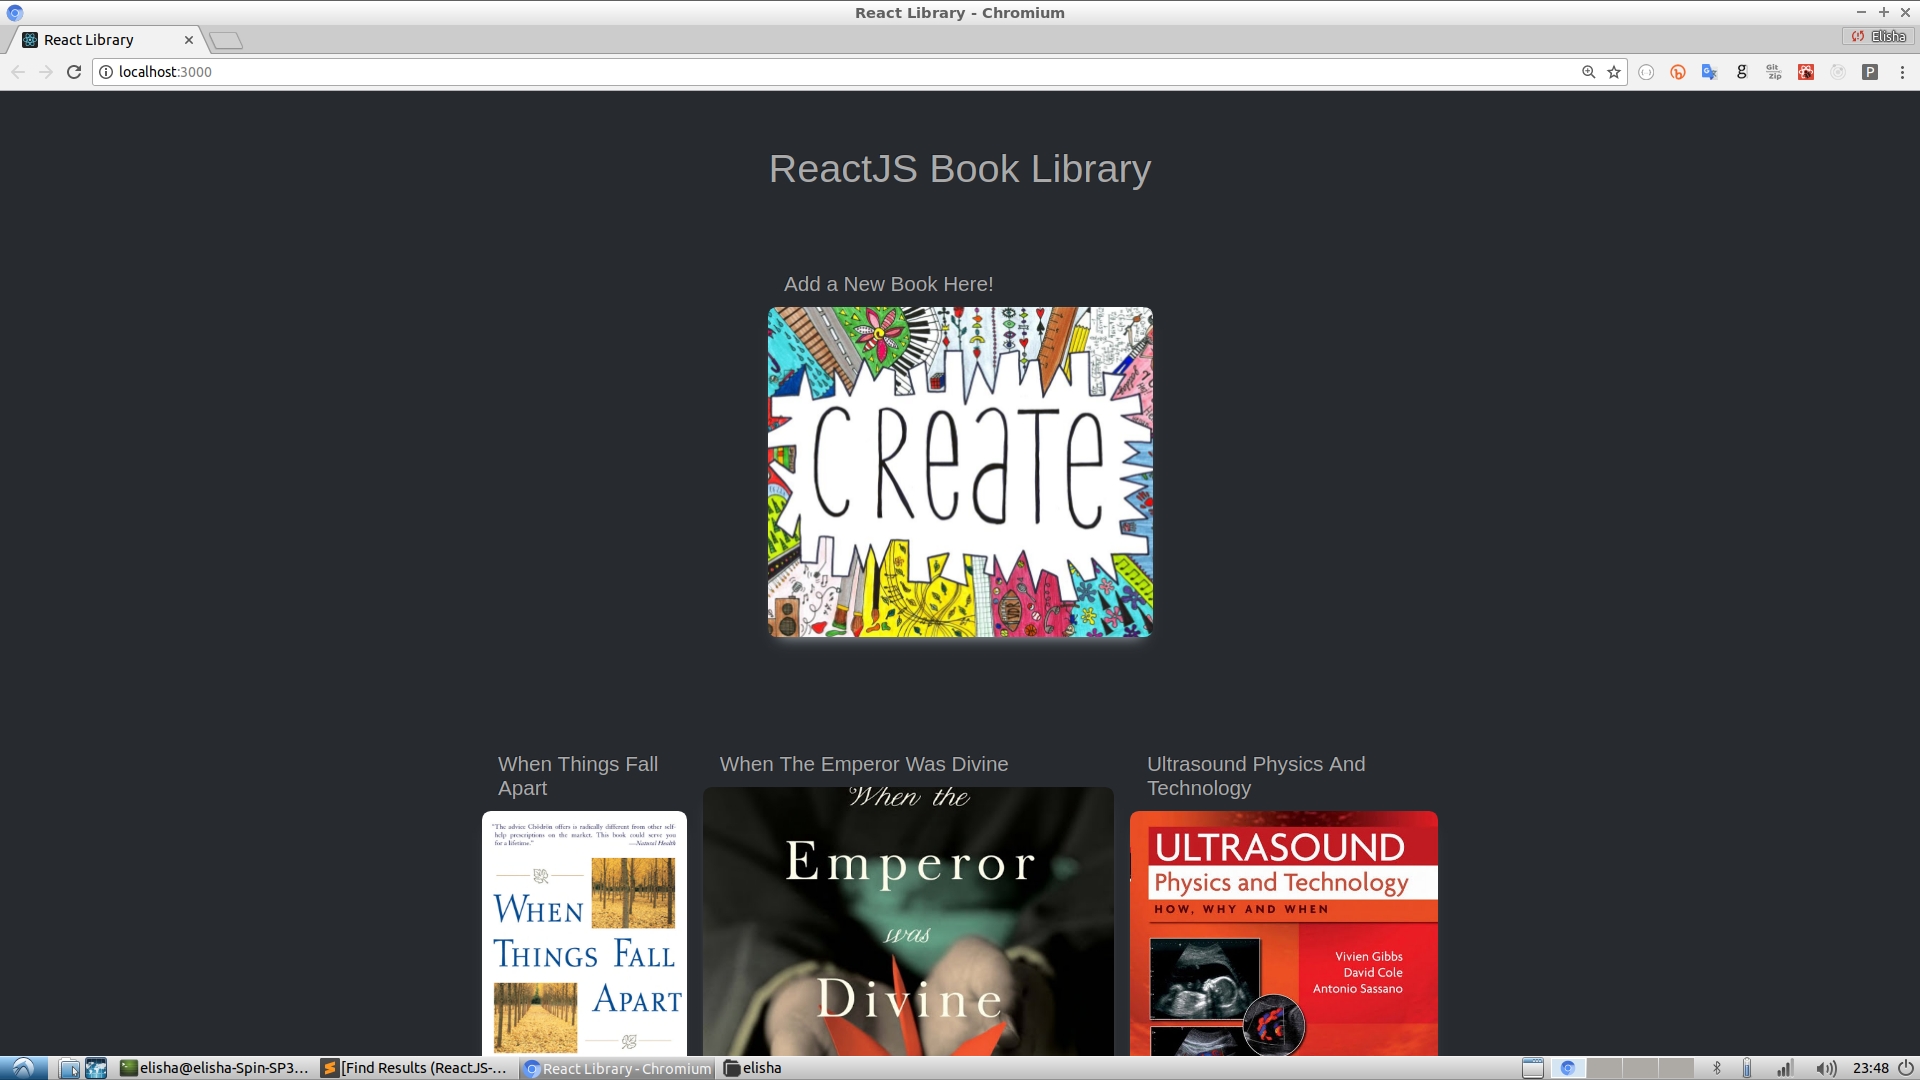 React Library - Chromium
React Library
Elisha
localhost:3000
g
Git
Zip
P
ReactJS Book Library
Add a New Book Here!
CReaTe
When Things Fall
Apart
When The Emperor Was Divine
Ultrasound Physics And
Technology
"The advice Chödrön offers is radically different from other self-
help prescriptions on the market. This book could serve you
for a lifetime."
—Natural Health
WHEN
THINGS FALL
APART
When the
Emperor
was
Divine
ULTRASOUND
Physics and Technology
HOW, WHY AND WHEN
Vivien Gibbs
David Cole
Antonio Sassano
elisha@elisha-Spin-SP3...
[Find Results (ReactJS-...
React Library - Chromium
elisha
23:48